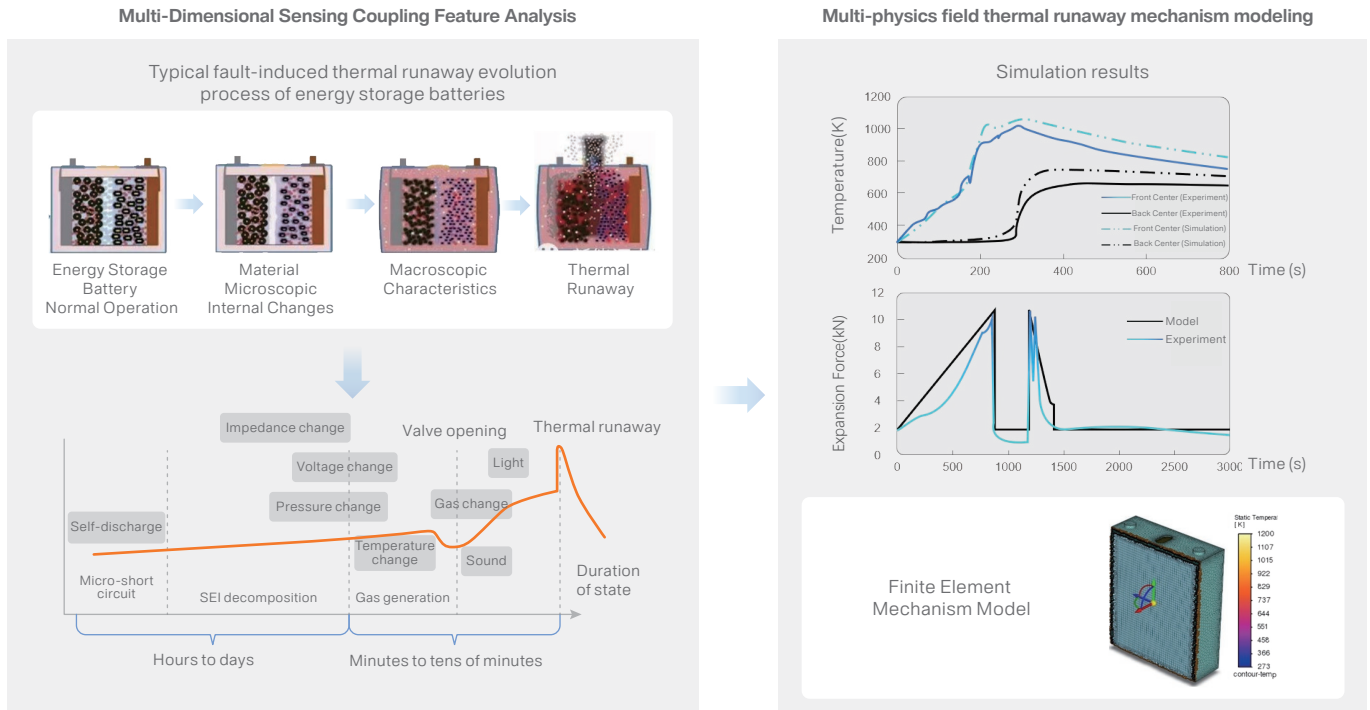 Multi-Dimensional Sensing Coupling Feature Analysis
Typical fault-induced thermal runaway evolution
process of energy storage batteries
Energy Storage
Battery
Normal Operation
Material
Microscopic
Internal Changes
Macroscopic
Characteristics
Thermal
Runaway
Impedance change
Valve opening
Thermal runaway
Voltage change
Light
Pressure change
Gas change
Self-discharge
Temperature
change
Sound
Micro-short
circuit
SEI decomposition
Gas generation
Duration
of state
Hours to days
Minutes to tens of minutes
Multi-physics field thermal runaway mechanism modeling
Simulation results
Temperature(K)
1200
1000
800
600
400
200
Front Center (Experiment)
Back Center (Experiment)
Front Center (Simulation)
Back Center (Simulation)
0
200
400
600
800
Time (s)
Expansion Force(kN)
12
10
8
6
4
2
0
Model
Experiment
0
500
1000
1500
2000
2500
3000
Time (s)
Finite Element
Mechanism Model
Static Temperat
[ K ]
1200
1107
1015
922
829
737
644
551
458
366
273
contour-temp